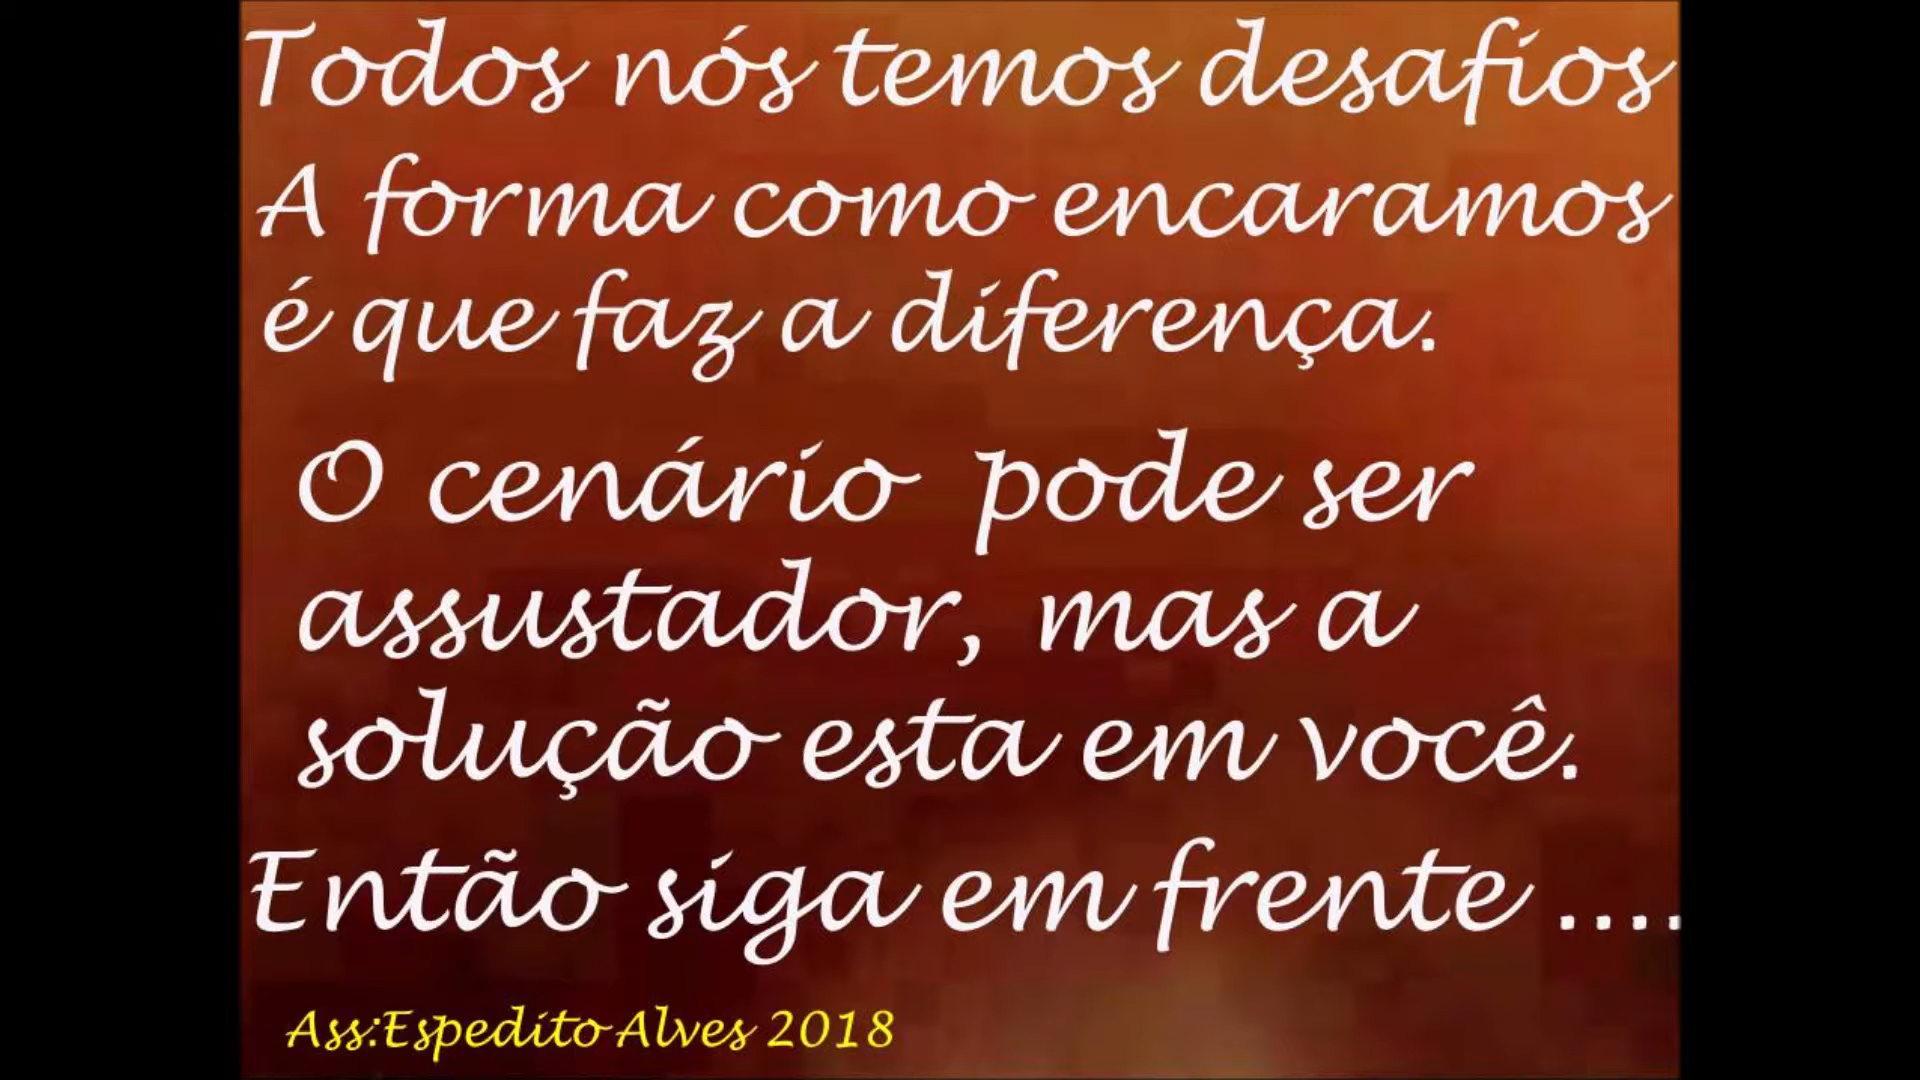 Todos nós temos desafios
A forma como encaramos
é que faz a diferença.
O cenário pode ser
assustador, mas a
solução esta em você.
Então siga em frente ....
Ass:Espedito Alves 2018